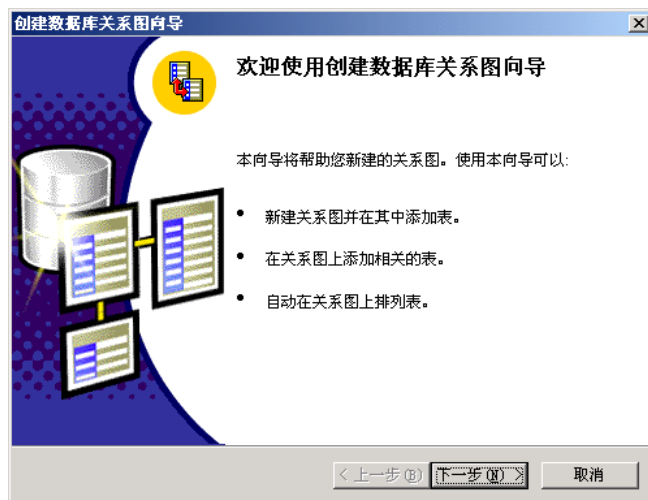 创建数据库关系图向导
欢迎使用创建数据库关系图向导
本向导将帮助您新建的关系图。使用本向导可以:
• 新建关系图并在其中添加表。
• 在关系图上添加相关的表。
• 自动在关系图上排列表。
< 上一步(B) 下一步(N) > 取消